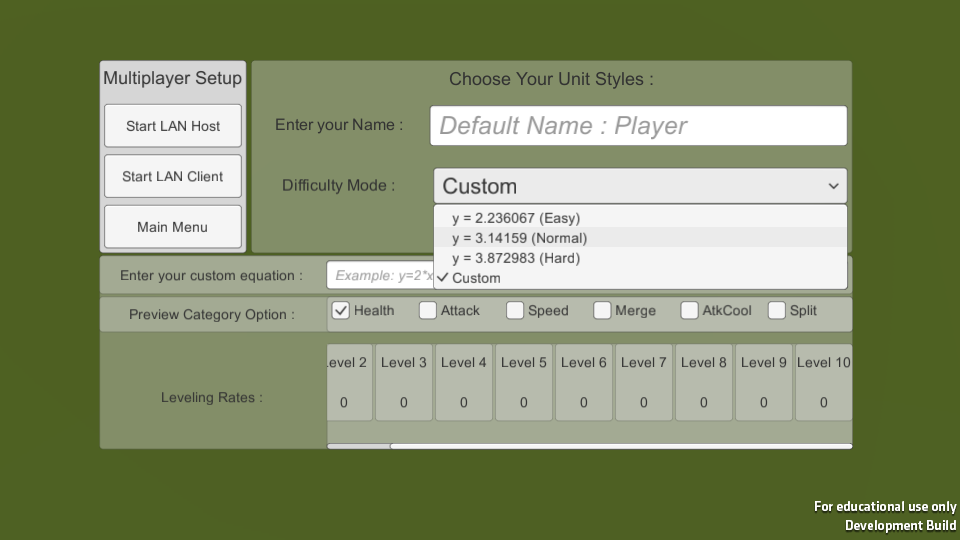 Multiplayer Setup
Start LAN Host
Start LAN Client
Main Menu
Choose Your Unit Styles :
Enter your Name :
Default Name : Player
Difficulty Mode :
Custom
y = 2.236067 (Easy)
y = 3.14159 (Normal)
y = 3.872983 (Hard)
Custom
Enter your custom equation :
Example: y=2*x
Preview Category Option :
Health Attack Speed Merge AtkCool Split
Leveling Rates :
evel 2 Level 3 Level 4 Level 5 Level 6 Level 7 Level 8 Level 9 Level 10
0 0 0 0 0 0 0 0 0
For educational use only
Development Build